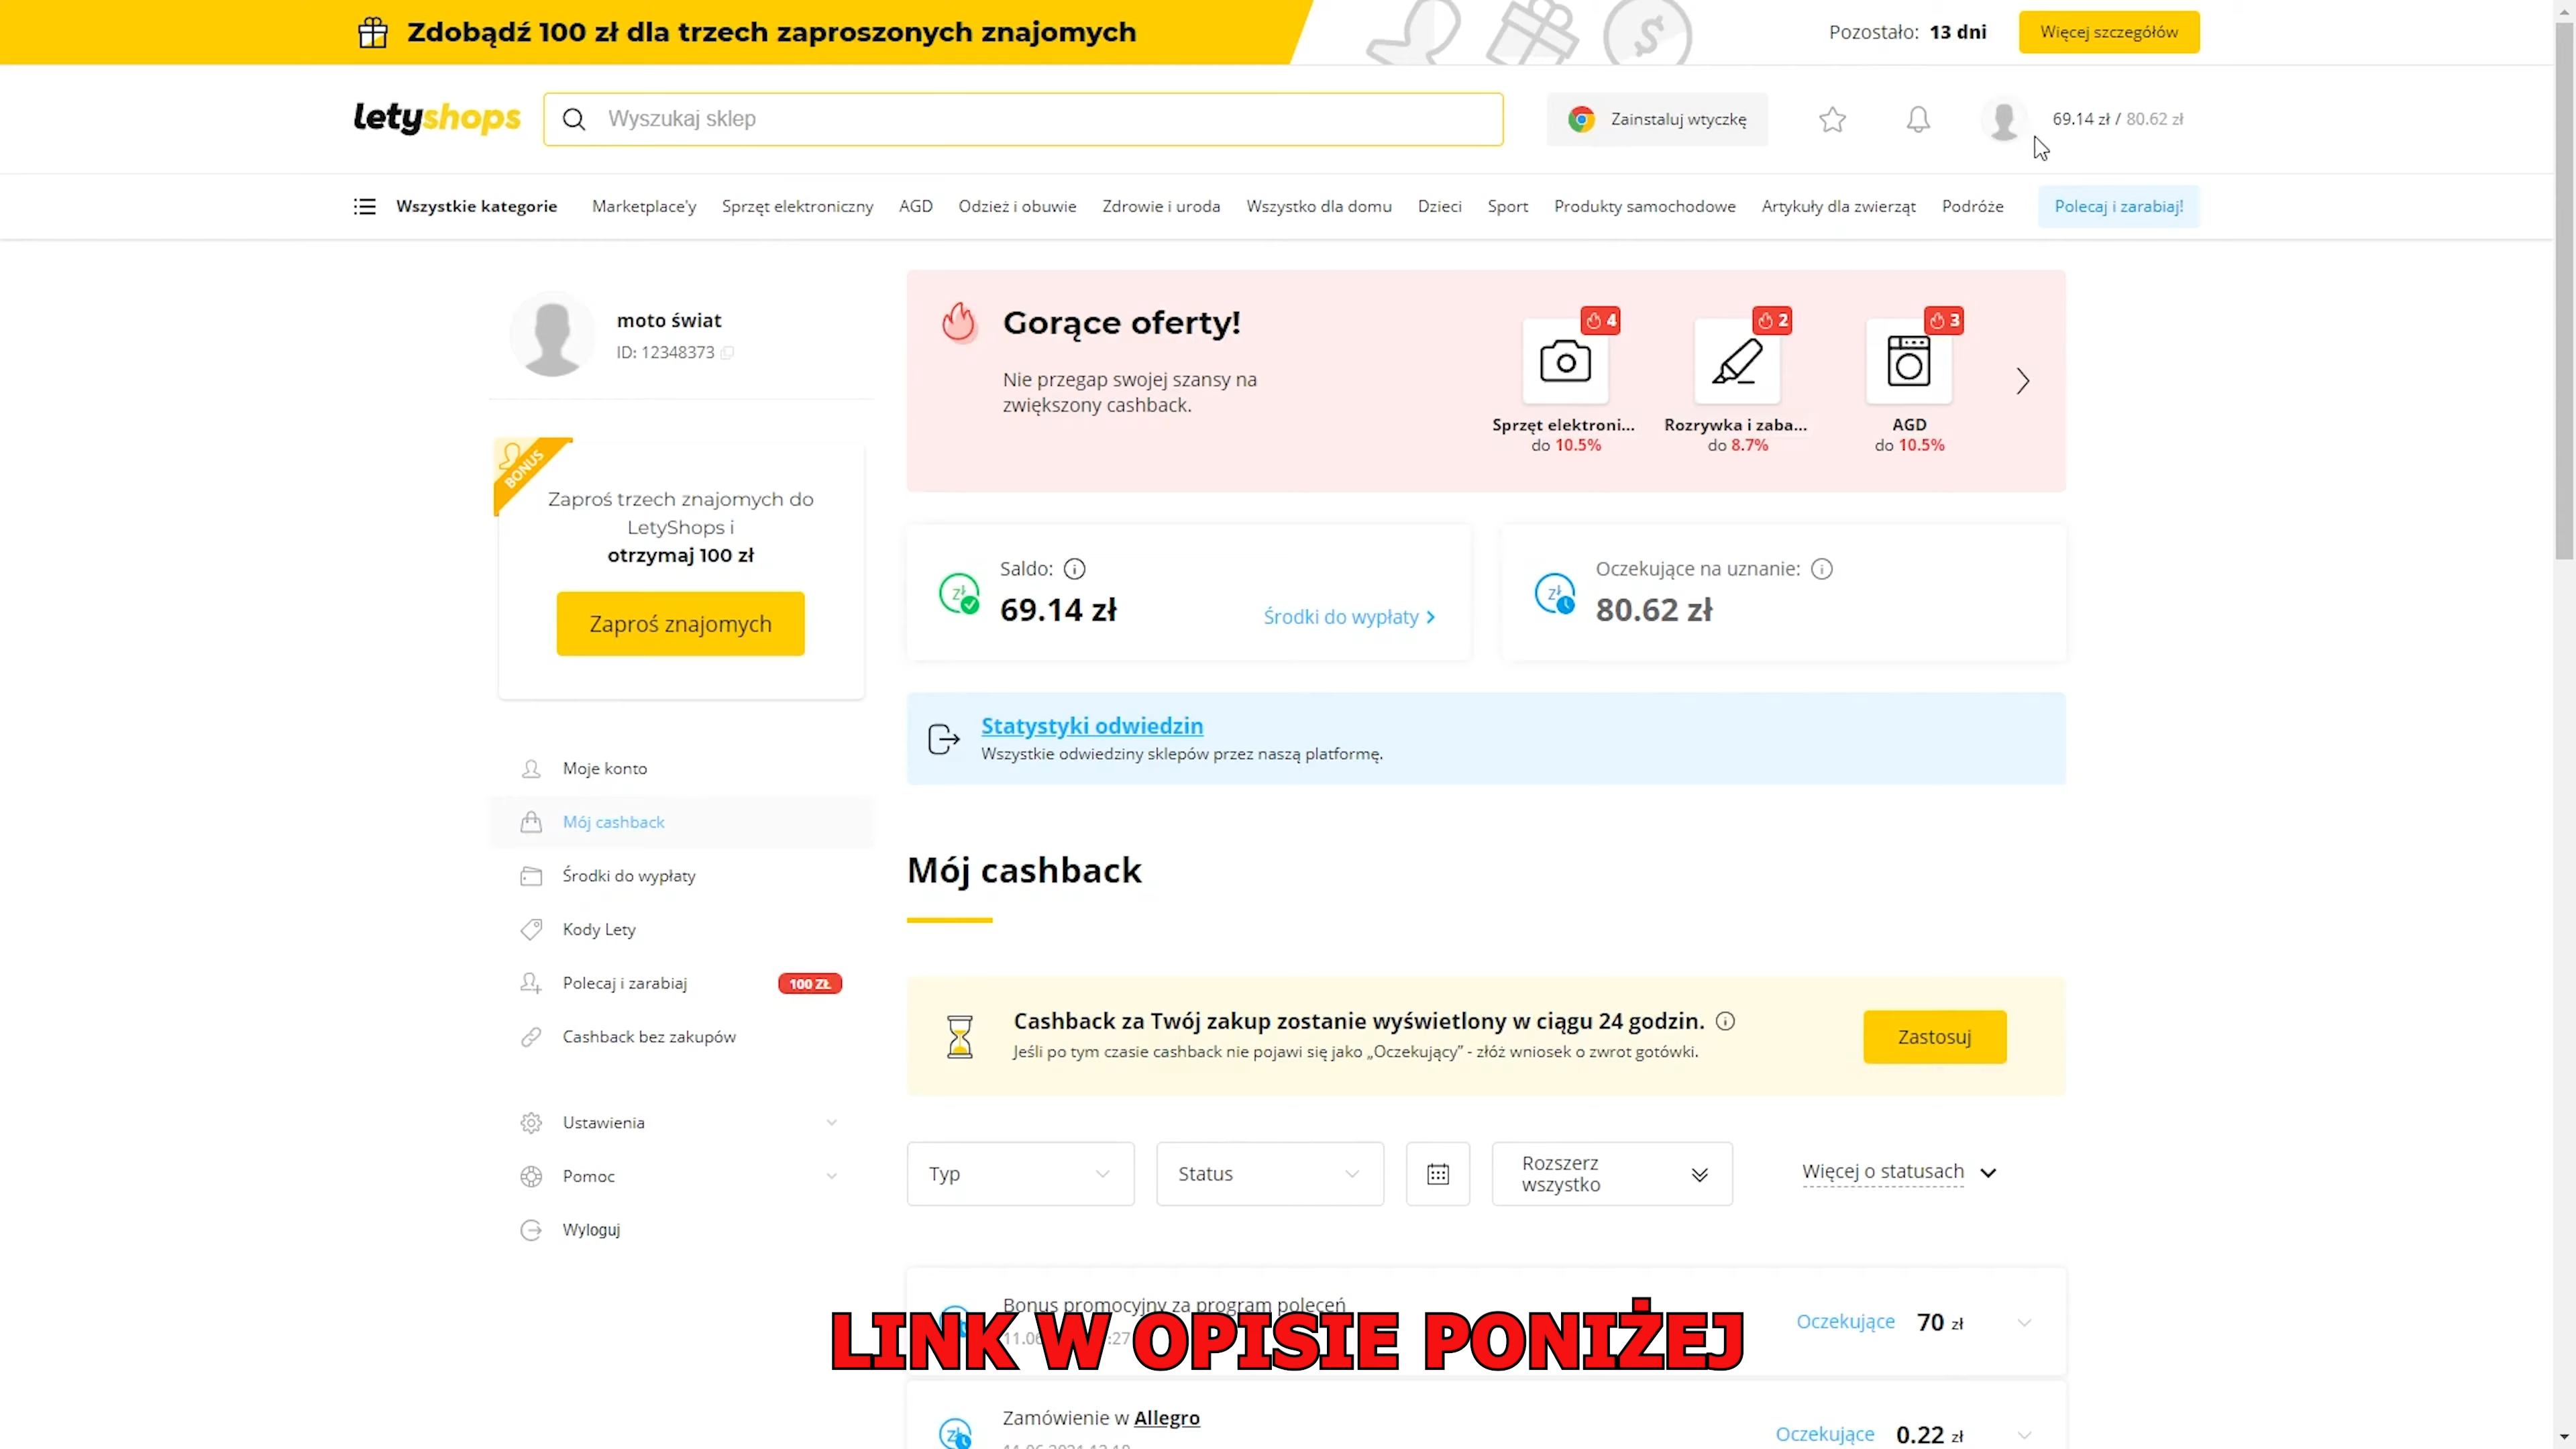 Zdobądź 100 zł dla trzech zaproszonych znajomych
Pozostało: 13 dni
Więcej szczegółów
letyshops
Wyszukaj sklep
Zainstaluj wtyczkę
69.14 zł / 80.62 zł
Wszystkie kategorie
Marketplace'y
Sprzęt elektroniczny
AGD
Odzież i obuwie
Zdrowie i uroda
Wszystko dla domu
Dzieci
Sport
Produkty samochodowe
Artykuły dla zwierząt
Podróże
Polecaj i zarabiaj!
moto świat
ID: 12348373
BONUS
Zaproś trzech znajomych do
LetyShops i
otrzymaj 100 zł
Zaproś znajomych
Moje konto
Mój cashback
Środki do wypłaty
Kody Lety
Polecaj i zarabiaj
100 ZŁ
Cashback bez zakupów
Ustawienia
Pomoc
Wyloguj
Gorące oferty!
Nie przegap swojej szansy na
zwiększony cashback.
4
Sprzęt elektroni...
do 10.5%
2
Rozrywka i zaba...
do 8.7%
3
AGD
do 10.5%
Saldo:
69.14 zł
Środki do wypłaty
Oczekujące na uznanie:
80.62 zł
Statystyki odwiedzin
Wszystkie odwiedziny sklepów przez naszą platformę.
Mój cashback
Cashback za Twój zakup zostanie wyświetlony w ciągu 24 godzin.
Jeśli po tym czasie cashback nie pojawi się jako „Oczekujący” - złóż wniosek o zwrot gotówki.
Zastosuj
Typ
Status
Rozszerz
wszystko
Więcej o statusach
Bonus promocyjny za program poleceń
Oczekujące 70 zł
LINK W OPISIE PONIŻEJ
Zamówienie w Allegro
Oczekujące 0.22 zł